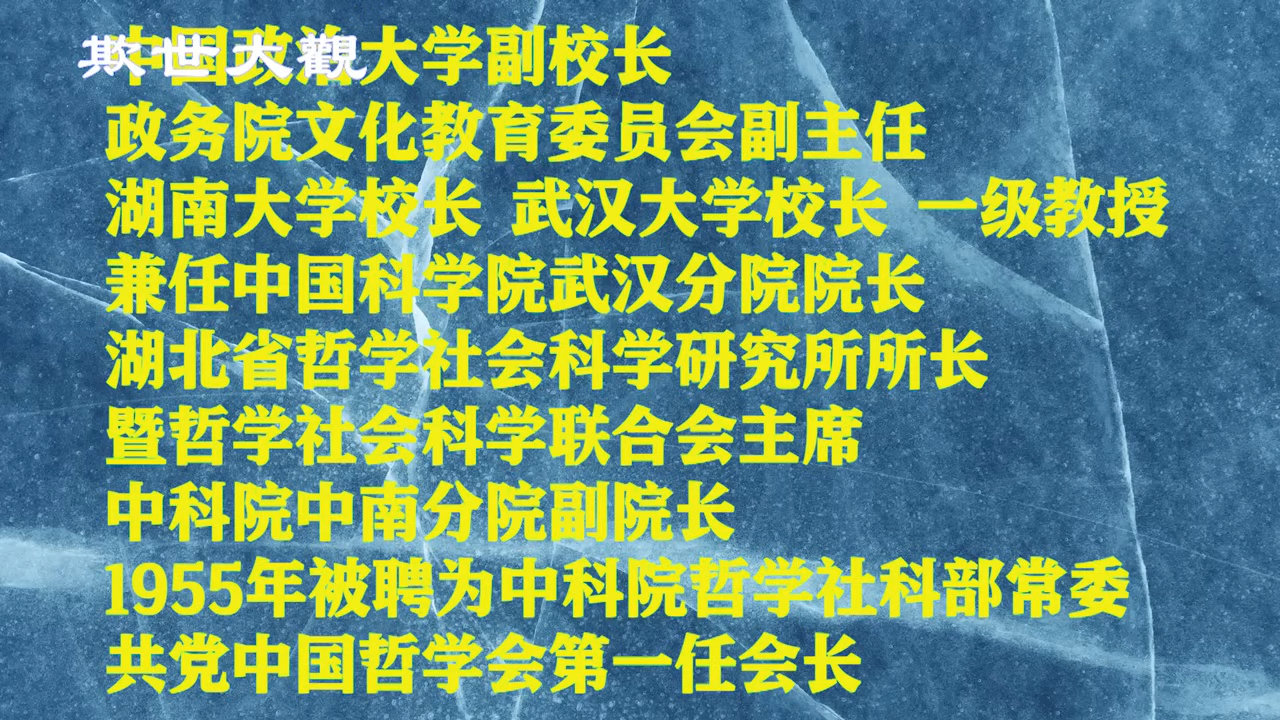 欺世大觀
中国政法大学副校长
政务院文化教育委员会副主任
湖南大学校长 武汉大学校长 一级教授
兼任中国科学院武汉分院院长
湖北省哲学社会科学研究所所长
暨哲学社会科学联合会主席
中科院中南分院副院长
1955年被聘为中科院哲学社科部常委
共党中国哲学会第一任会长